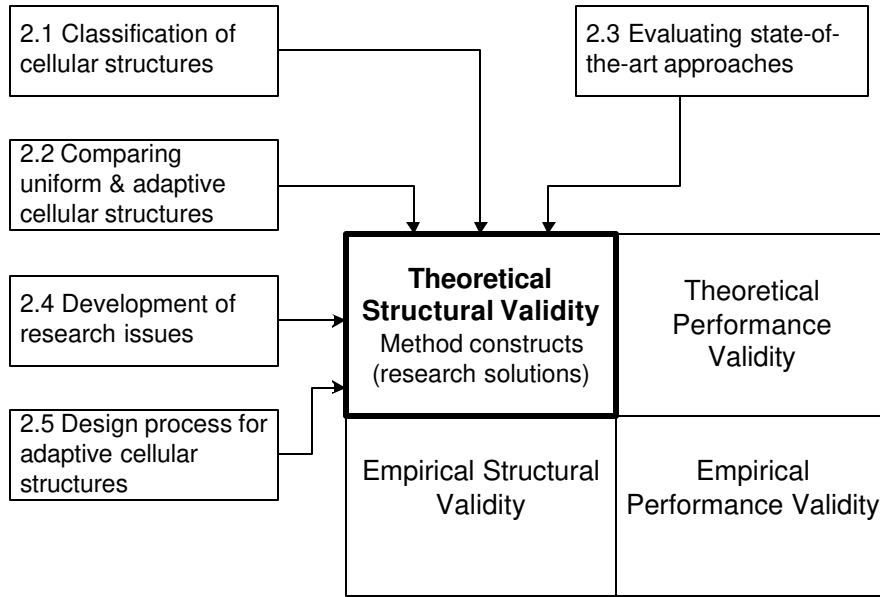 2.1 Classification of
cellular structures
2.3 Evaluating state-of-
the-art approaches
2.2 Comparing
uniform & adaptive
cellular structures
2.4 Development of
research issues
2.5 Design process for
adaptive cellular
structures
Theoretical
Structural Validity
Method constructs
(research solutions)
Theoretical
Performance
Validity
Empirical Structural
Validity
Empirical
Performance Validity